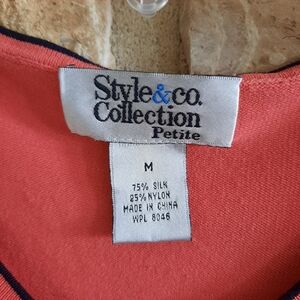 Style&co.
Collection
Petite
M
75% SILK
25% NYLON
MADE IN CHINA
WPL 8046